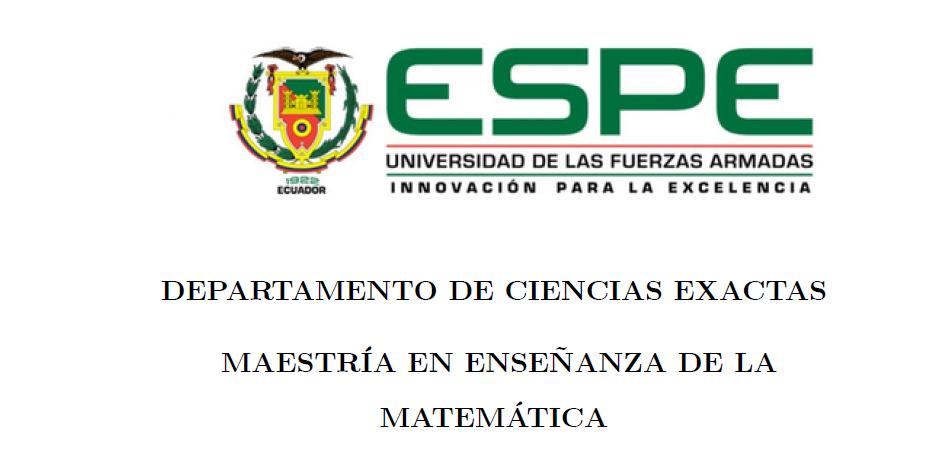 ESPE
UNIVERSIDAD DE LAS FUERZAS ARMADAS
INNOVACIÓN PARA LA EXCELENCIA
1922
ECUADOR
DEPARTAMENTO DE CIENCIAS EXACTAS
MAESTRÍA EN ENSEÑANZA DE LA
MATEMÁTICA